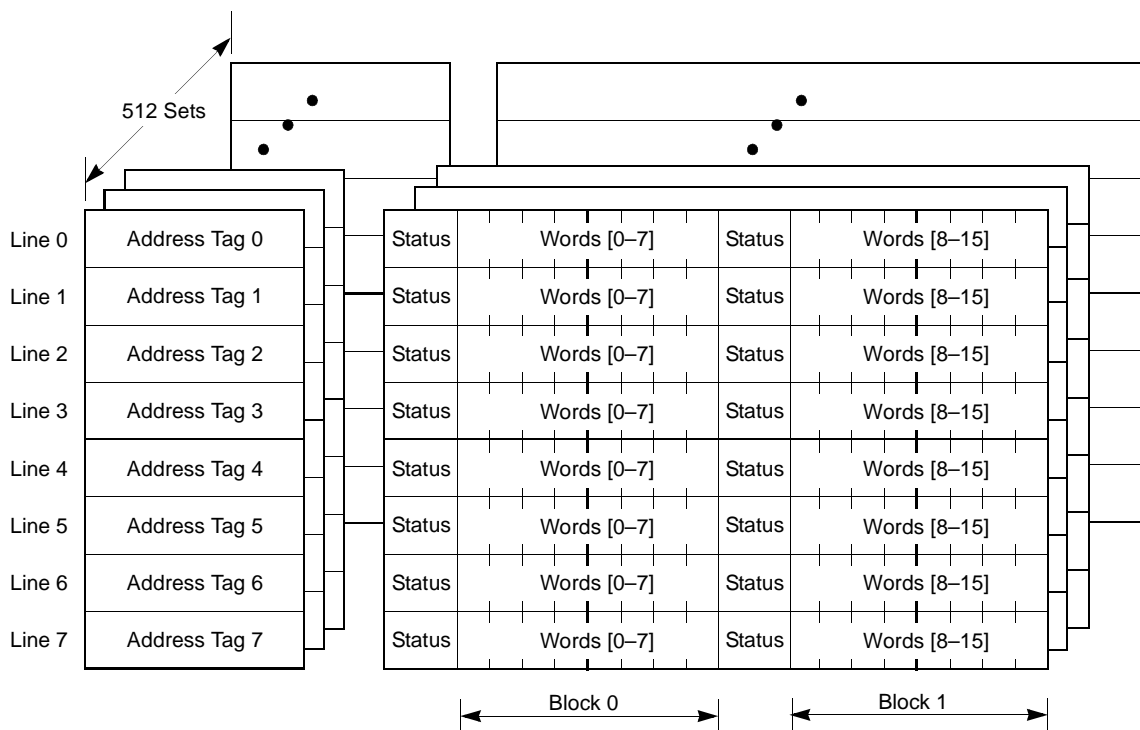 512 Sets
Line 0 Address Tag 0 Status Words [0–7] Status Words [8–15]
Line 1 Address Tag 1 Status Words [0–7] Status Words [8–15]
Line 2 Address Tag 2 Status Words [0–7] Status Words [8–15]
Line 3 Address Tag 3 Status Words [0–7] Status Words [8–15]
Line 4 Address Tag 4 Status Words [0–7] Status Words [8–15]
Line 5 Address Tag 5 Status Words [0–7] Status Words [8–15]
Line 6 Address Tag 6 Status Words [0–7] Status Words [8–15]
Line 7 Address Tag 7 Status Words [0–7] Status Words [8–15]
Block 0 Block 1